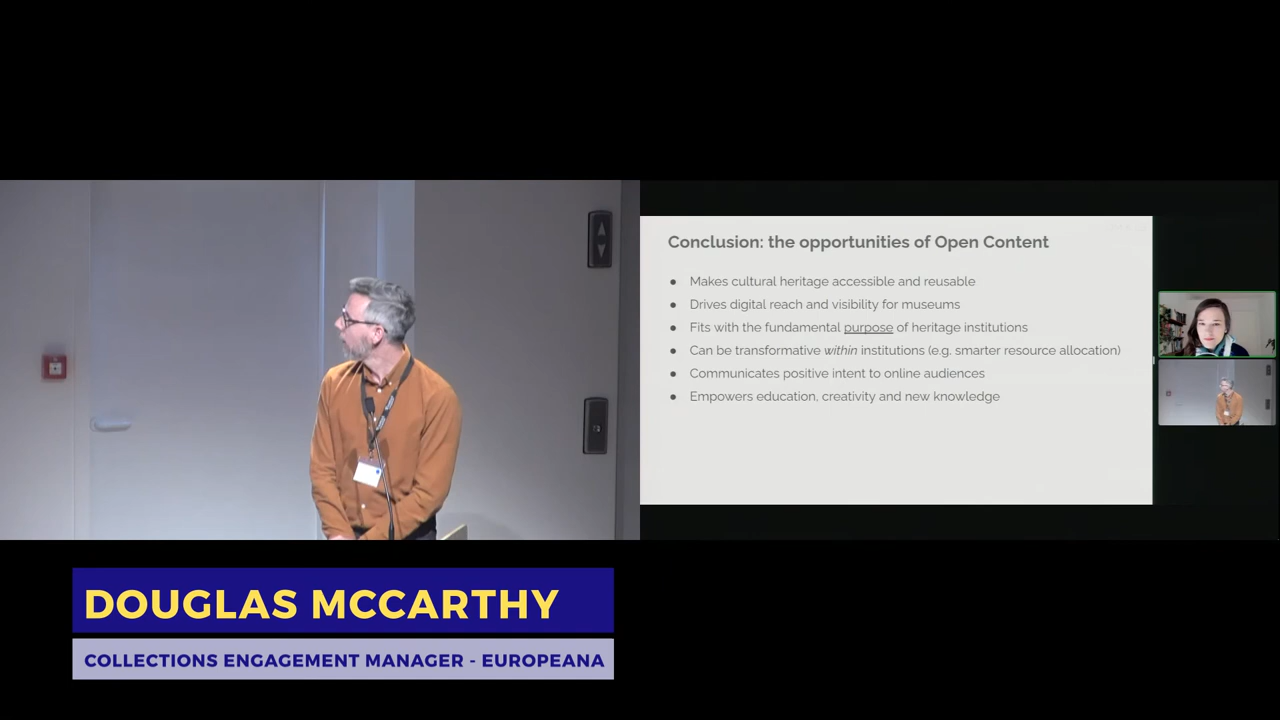 Conclusion: the opportunities of Open Content
● Makes cultural heritage accessible and reusable
● Drives digital reach and visibility for museums
● Fits with the fundamental purpose of heritage institutions
● Can be transformative within institutions (e.g. smarter resource allocation)
● Communicates positive intent to online audiences
● Empowers education, creativity and new knowledge
DOUGLAS MCCARTHY
COLLECTIONS ENGAGEMENT MANAGER - EUROPEANA